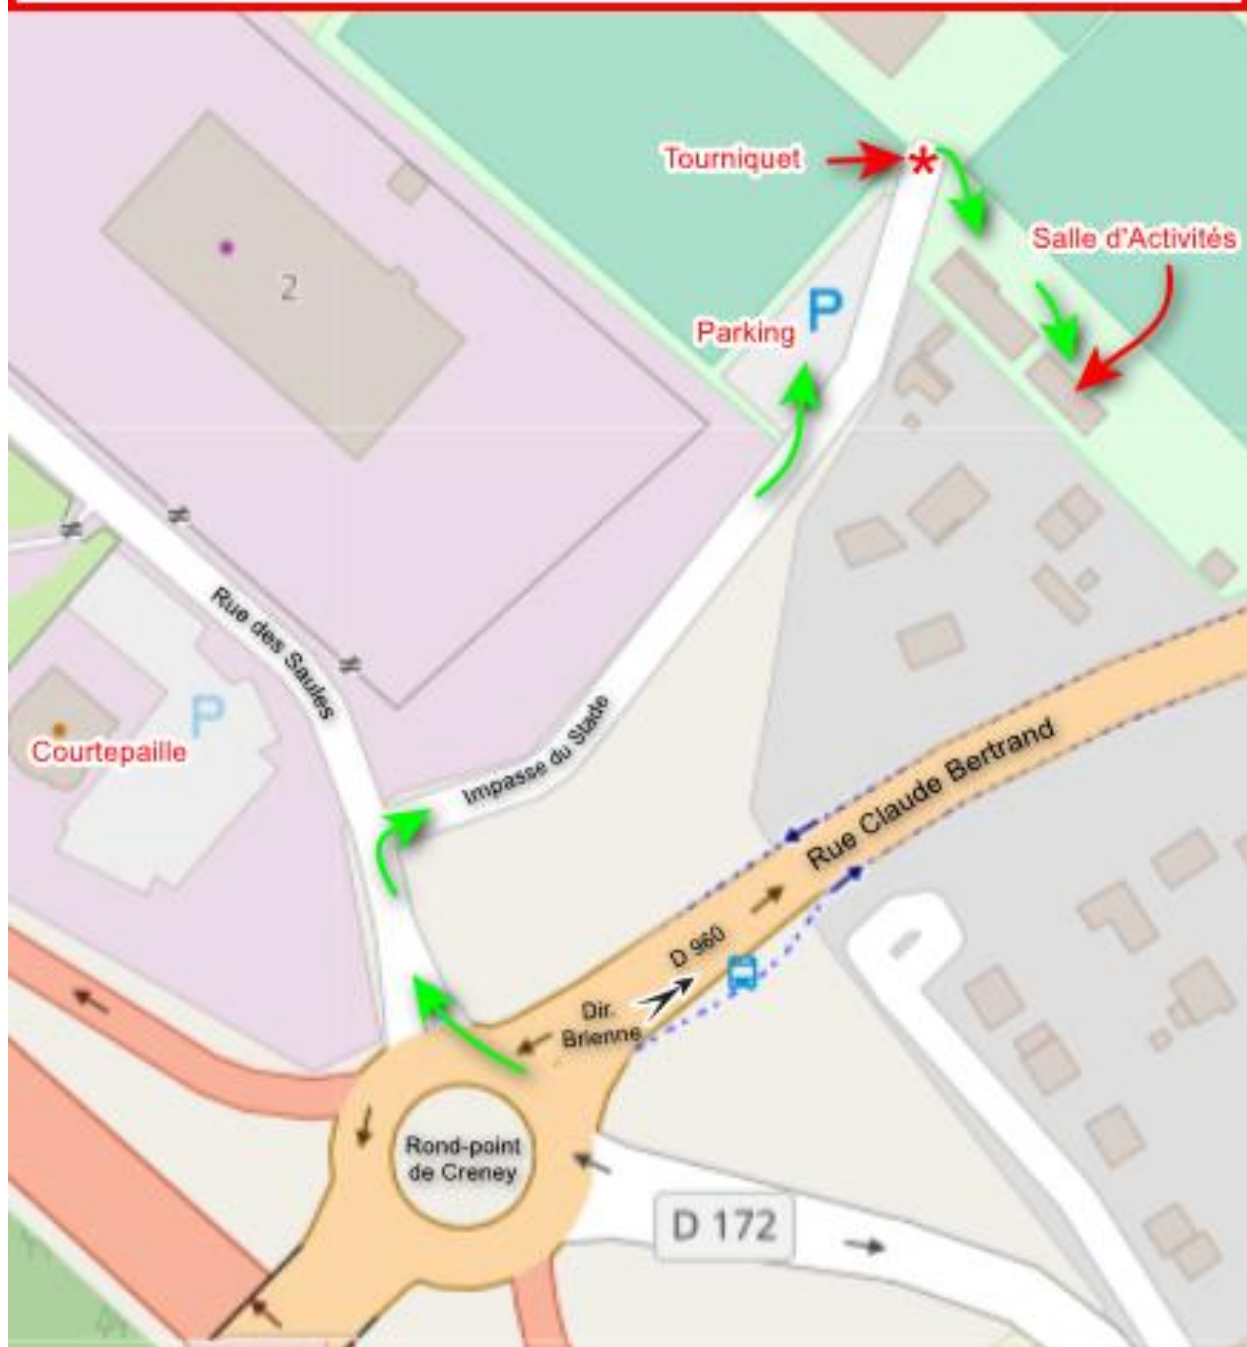 Tourniquet
*
Salle d'Activités
2
P
Parking
Rue des Saules
P
Courtepaille
Impasse du Stade
Rue Claude Bertrand
D 960
Dir.
Brienne
Rond-point
de Creney
D 172